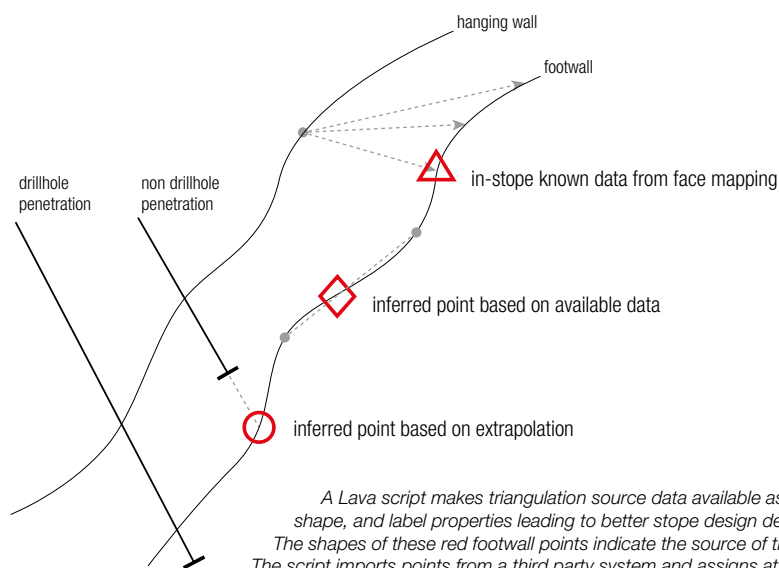 hanging wall
footwall
drillhole
penetration
non drillhole
penetration
in-stope known data from face mapping
inferred point based on available data
inferred point based on extrapolation
A Lava script makes triangulation source data available as
shape, and label properties leading to better stope design de
The shapes of these red footwall points indicate the source of t
The script imports points from a third party system and assigns at